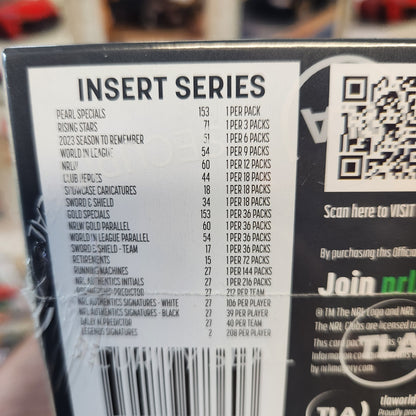 INSERT SERIES
PEARL SPECIALS 153 1 PER PACK
RISING STARS 71 1 PER 3 PACKS
2023 SEASON TO REMEMBER 51 1 PER 6 PACKS
WORLD IN LEAGUE 54 1 PER 9 PACKS
NRLW 60 1 PER 12 PACKS
CLUB HEROES 44 1 PER 18 PACKS
SHOWCASE CARICATURES 18 1 PER 18 PACKS
SWORD & SHIELD 34 1 PER 18 PACKS
GOLD SPECIALS 153 1 PER 36 PACKS
NRLW GOLD PARALLEL 60 1 PER 36 PACKS
WORLD IN LEAGUE PARALLEL 54 1 PER 36 PACKS
SWORD & SHIELD - TEAM 17 1 PER 36 PACKS
RETIREMENTS 15 1 PER 72 PACKS
RUNNING MACHINES 27 1 PER 144 PACKS
NRL AUTHENTICS INITIALS 27 1 PER 216 PACKS
PREDICTOR 17 272 PER TEAM
NRL AUTHENTICS SIGNATURES - WHITE 27 106 PER PLAYER
NRL AUTHENTICS SIGNATURES - BLACK 27 39 PER PLAYER
DALLY M PREDICTOR 27 40 PER TEAM
LEGENDS SIGNATURES 2 208 PER PLAYER
Scan here to VISIT
By purchasing this Official
Join nrl
® TM The NRL Logo and NRL
The NRL Clubs are licensed
This card pack
Information
by nrl
TLA
tlaworld
Proudly